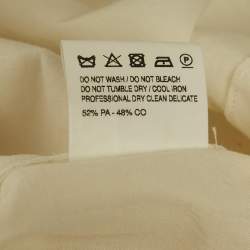 DO NOT WASH / DO NOT BLEACH
DO NOT TUMBLE DRY / COOL IRON
PROFESSIONAL DRY CLEAN DELICATE
52% PA - 48% CO